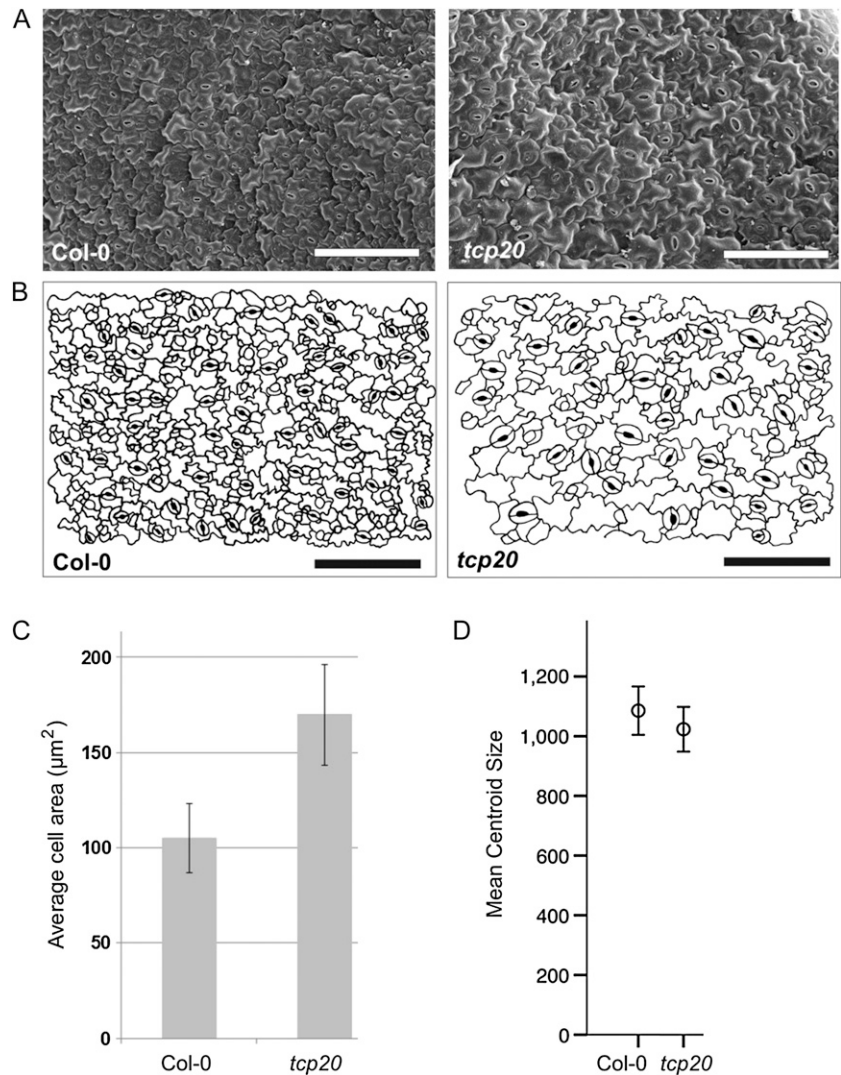 A
Col-0
tcp20
B
Col-0
tcp20
C
Average cell area (μm²)
200
150
100
50
0
Col-0
tcp20
D
Mean Centroid Size
1,200
1,000
800
600
400
200
0
Col-0
tcp20